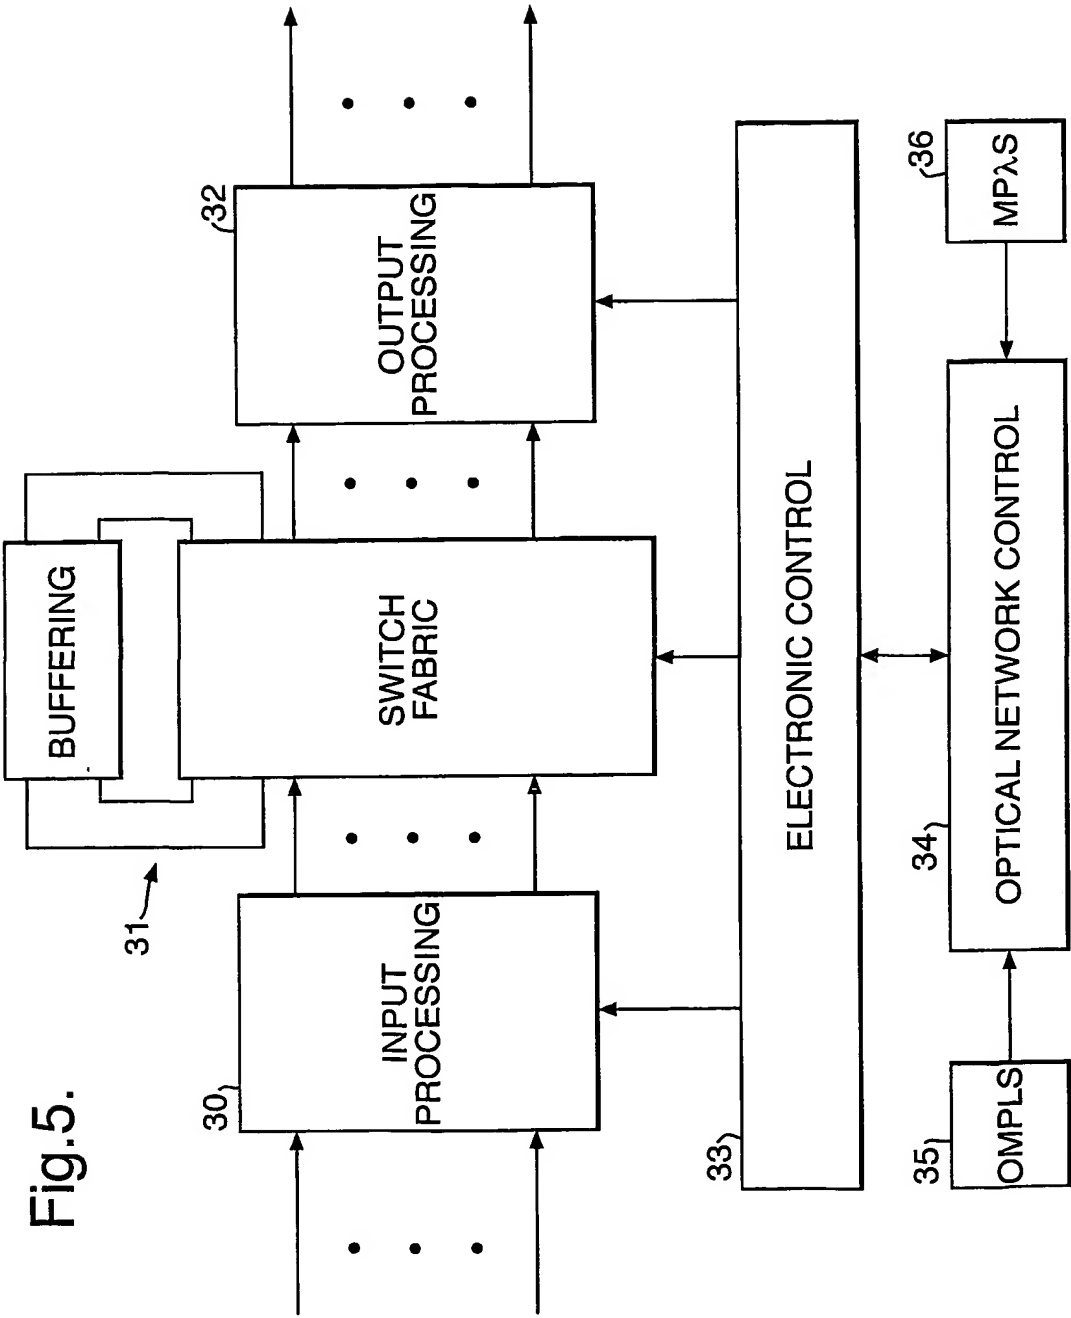 Fig.5.
31
BUFFERING
30
INPUT
PROCESSING
SWITCH
FABRIC
32
OUTPUT
PROCESSING
33
ELECTRONIC CONTROL
35
OMPLS
34
OPTICAL NETWORK CONTROL
36
MPλS